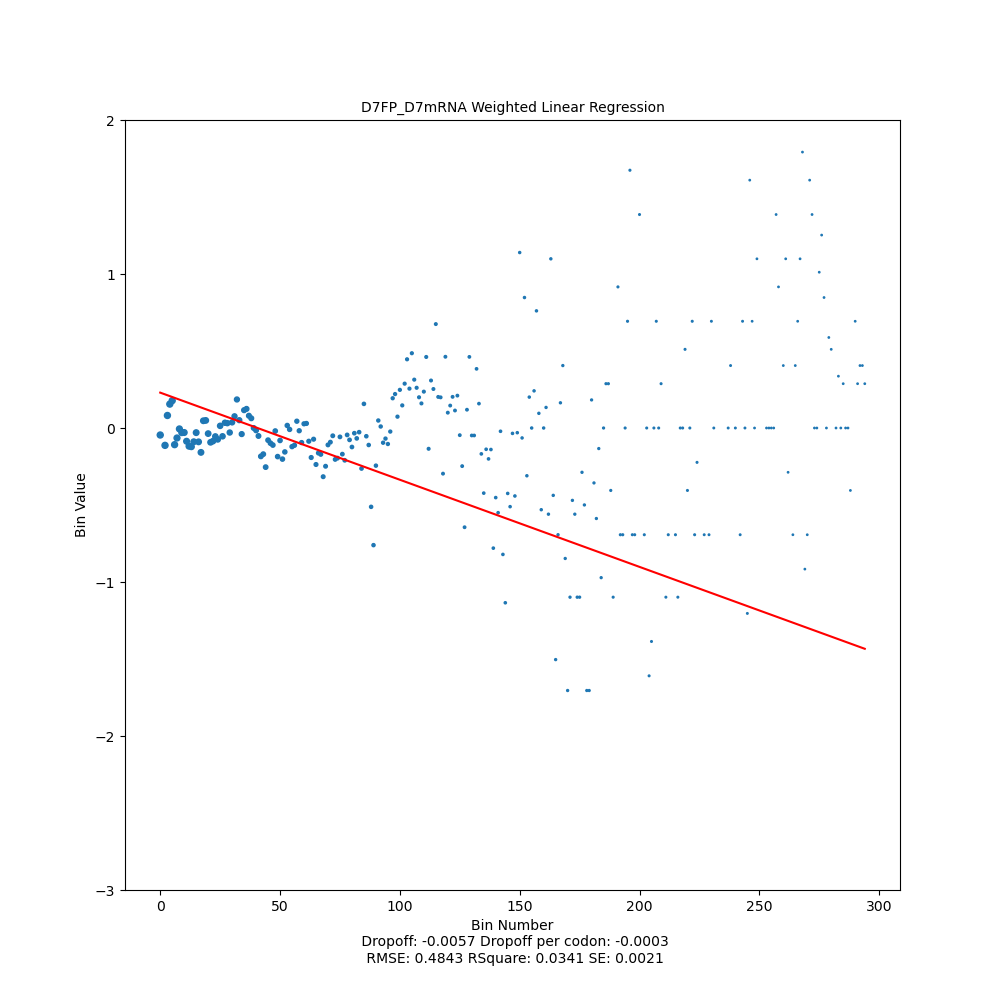 D7FP_D7mRNA Weighted Linear Regression
2
1
0
−1
−2
−3
Bin Value
0 50 100 150 200 250 300
Bin Number
Dropoff: -0.0057 Dropoff per codon: -0.0003
RMSE: 0.4843 RSquare: 0.0341 SE: 0.0021